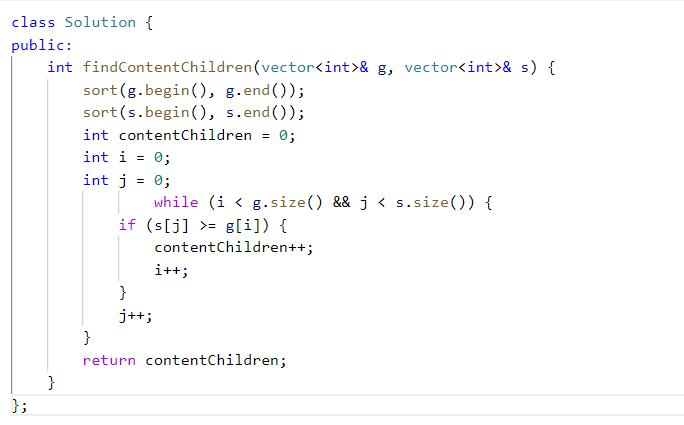 class Solution {
public:
    int findContentChildren(vector<int>& g, vector<int>& s) {
        sort(g.begin(), g.end());
        sort(s.begin(), s.end());
        int contentChildren = 0;
        int i = 0;
        int j = 0;
                while (i < g.size() && j < s.size()) {
            if (s[j] >= g[i]) {
                contentChildren++;
                i++;
            }
            j++;
        }
        return contentChildren;
    }
};